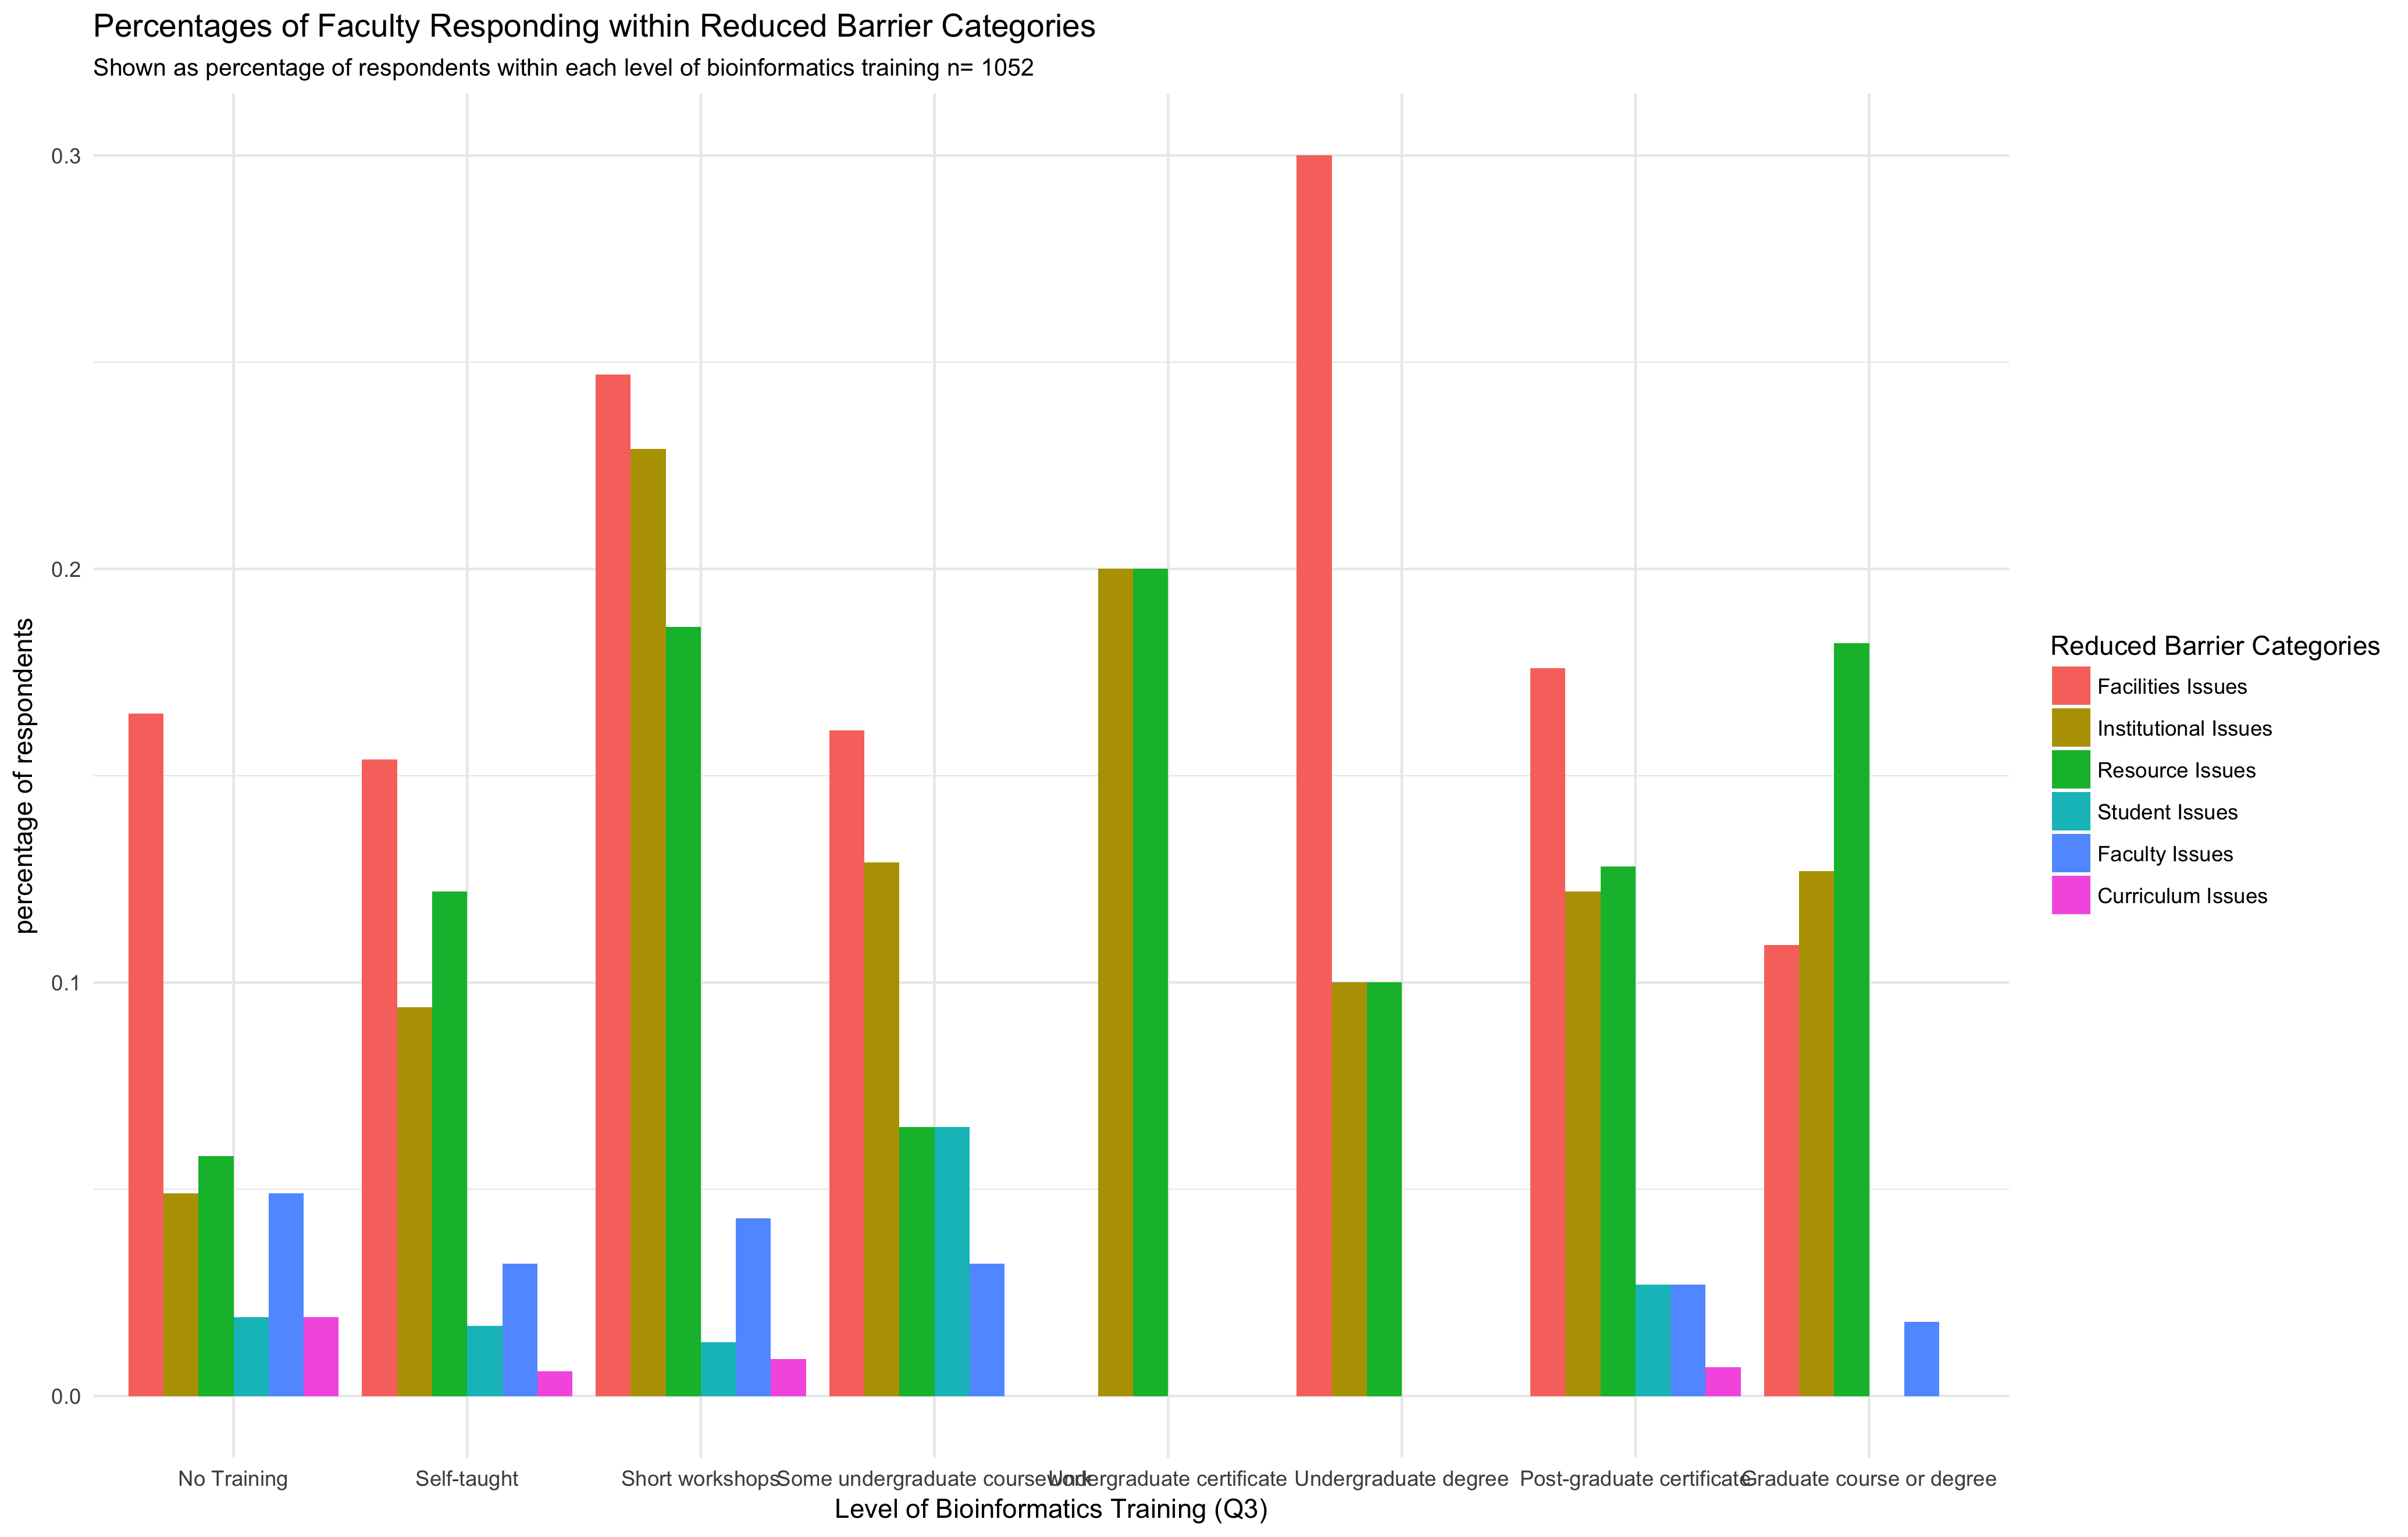 Percentages of Faculty Responding within Reduced Barrier Categories
Shown as percentage of respondents within each level of bioinformatics training n= 1052
percentage of respondents
0.3
0.2
0.1
0.0
No Training
Self-taught
Short workshops
Some undergraduate coursework
Undergraduate certificate
Undergraduate degree
Post-graduate certificate
Graduate course or degree
Level of Bioinformatics Training (Q3)
Reduced Barrier Categories
Facilities Issues
Institutional Issues
Resource Issues
Student Issues
Faculty Issues
Curriculum Issues